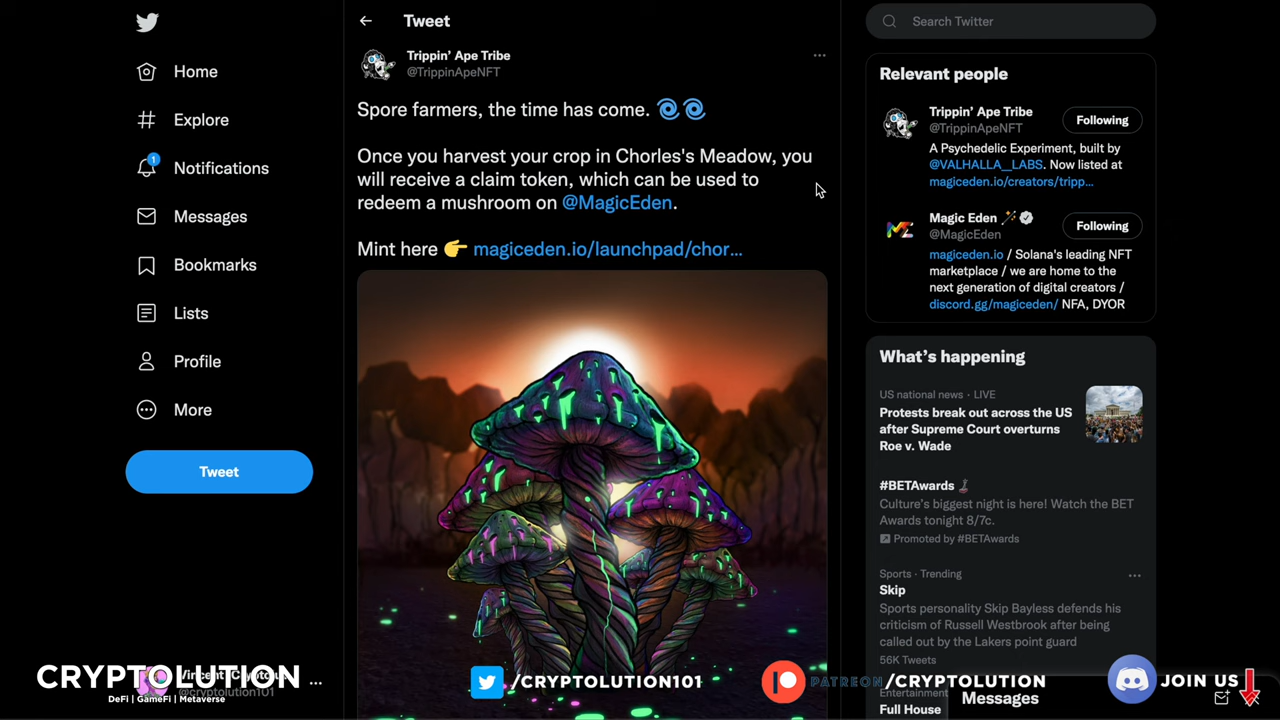 Tweet
Search Twitter
Home
Explore
1
Notifications
Messages
Bookmarks
Lists
Profile
More
Tweet
Trippin' Ape Tribe
@TrippinApeNFT
Spore farmers, the time has come.
Once you harvest your crop in Chorles's Meadow, you
will receive a claim token, which can be used to
redeem a mushroom on @MagicEden.
Mint here 👉 magiceden.io/launchpad/chor...
Relevant people
Trippin' Ape Tribe
@TrippinApeNFT
Following
A Psychedelic Experiment, built by
@VALHALLA__LABS. Now listed at
magiceden.io/creators/tripp...
Magic Eden
@MagicEden
Following
magiceden.io / Solana's leading NFT
marketplace / we are home to the
next generation of digital creators /
discord.gg/magiceden/ NFA, DYOR
What's happening
US national news · LIVE
Protests break out across the US
after Supreme Court overturns
Roe v. Wade
#BETAwards
Culture's biggest night is here! Watch the BET
Awards tonight 8/7c.
Promoted by #BETAwards
Sports · Trending
Skip
Sports personality Skip Bayless defends his
criticism of Russell Westbrook after being
called out by the Lakers point guard
56K Tweets
Entertainment
Full House
Messages
CRYPTOLUTION
DeFi | GameFi | Metaverse
@cryptolution101
/CRYPTOLUTION101
PATREON/CRYPTOLUTION
JOIN US